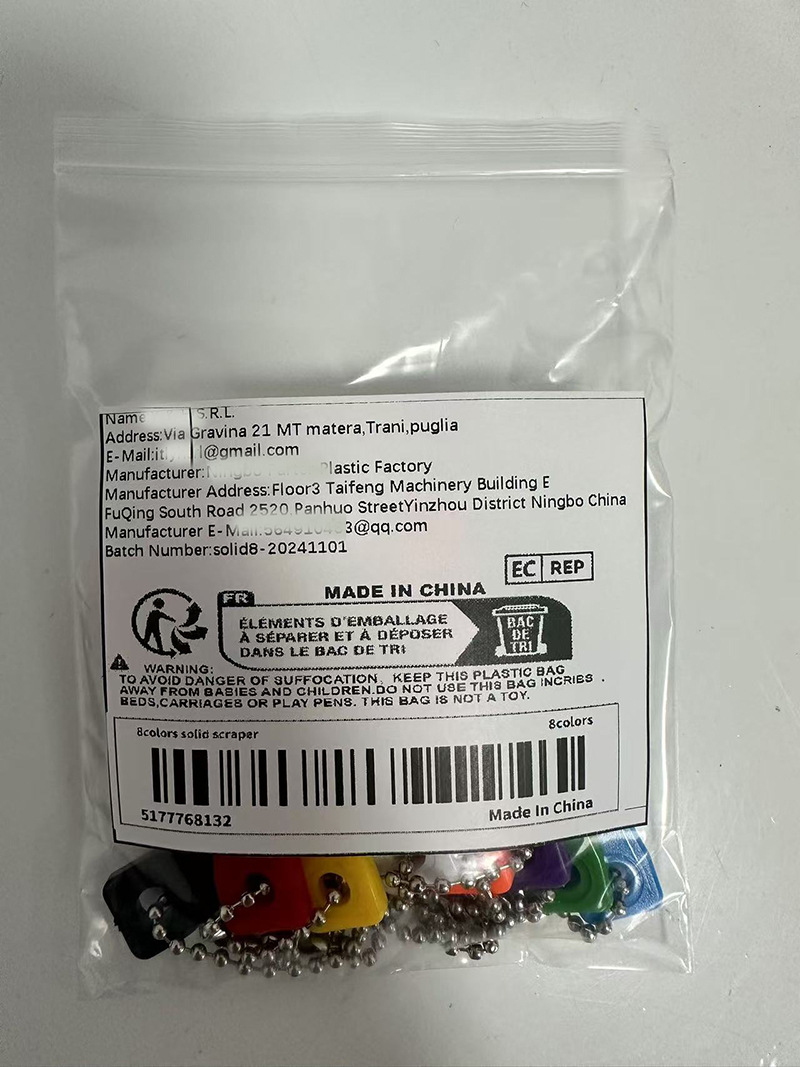 Name S.R.L.
Address:Via Gravina 21 MT matera,Trani,puglia
E-Mail:it l@gmail.com
Manufacturer: Plastic Factory
Manufacturer Address:Floor3 Taifeng Machinery Building E
FuQing South Road 2520,Panhuo StreetYinzhou District Ningbo China
Manufacturer E-Mail: 3@qq.com
Batch Number:solid8-20241101
EC REP
MADE IN CHINA
FR
ÉLÉMENTS D'EMBALLAGE
À SÉPARER ET À DÉPOSER
DANS LE BAC DE TRI
BAC
DE
TRI
WARNING:
TO AVOID DANGER OF SUFFOCATION, KEEP THIS PLASTIC BAG
AWAY FROM BABIES AND CHILDREN.DO NOT USE THIS BAG INCRIBS .
BEDS,CARRIAGES OR PLAY PENS. THIS BAG IS NOT A TOY.
8colors solid scraper
8colors
5177768132
Made In China